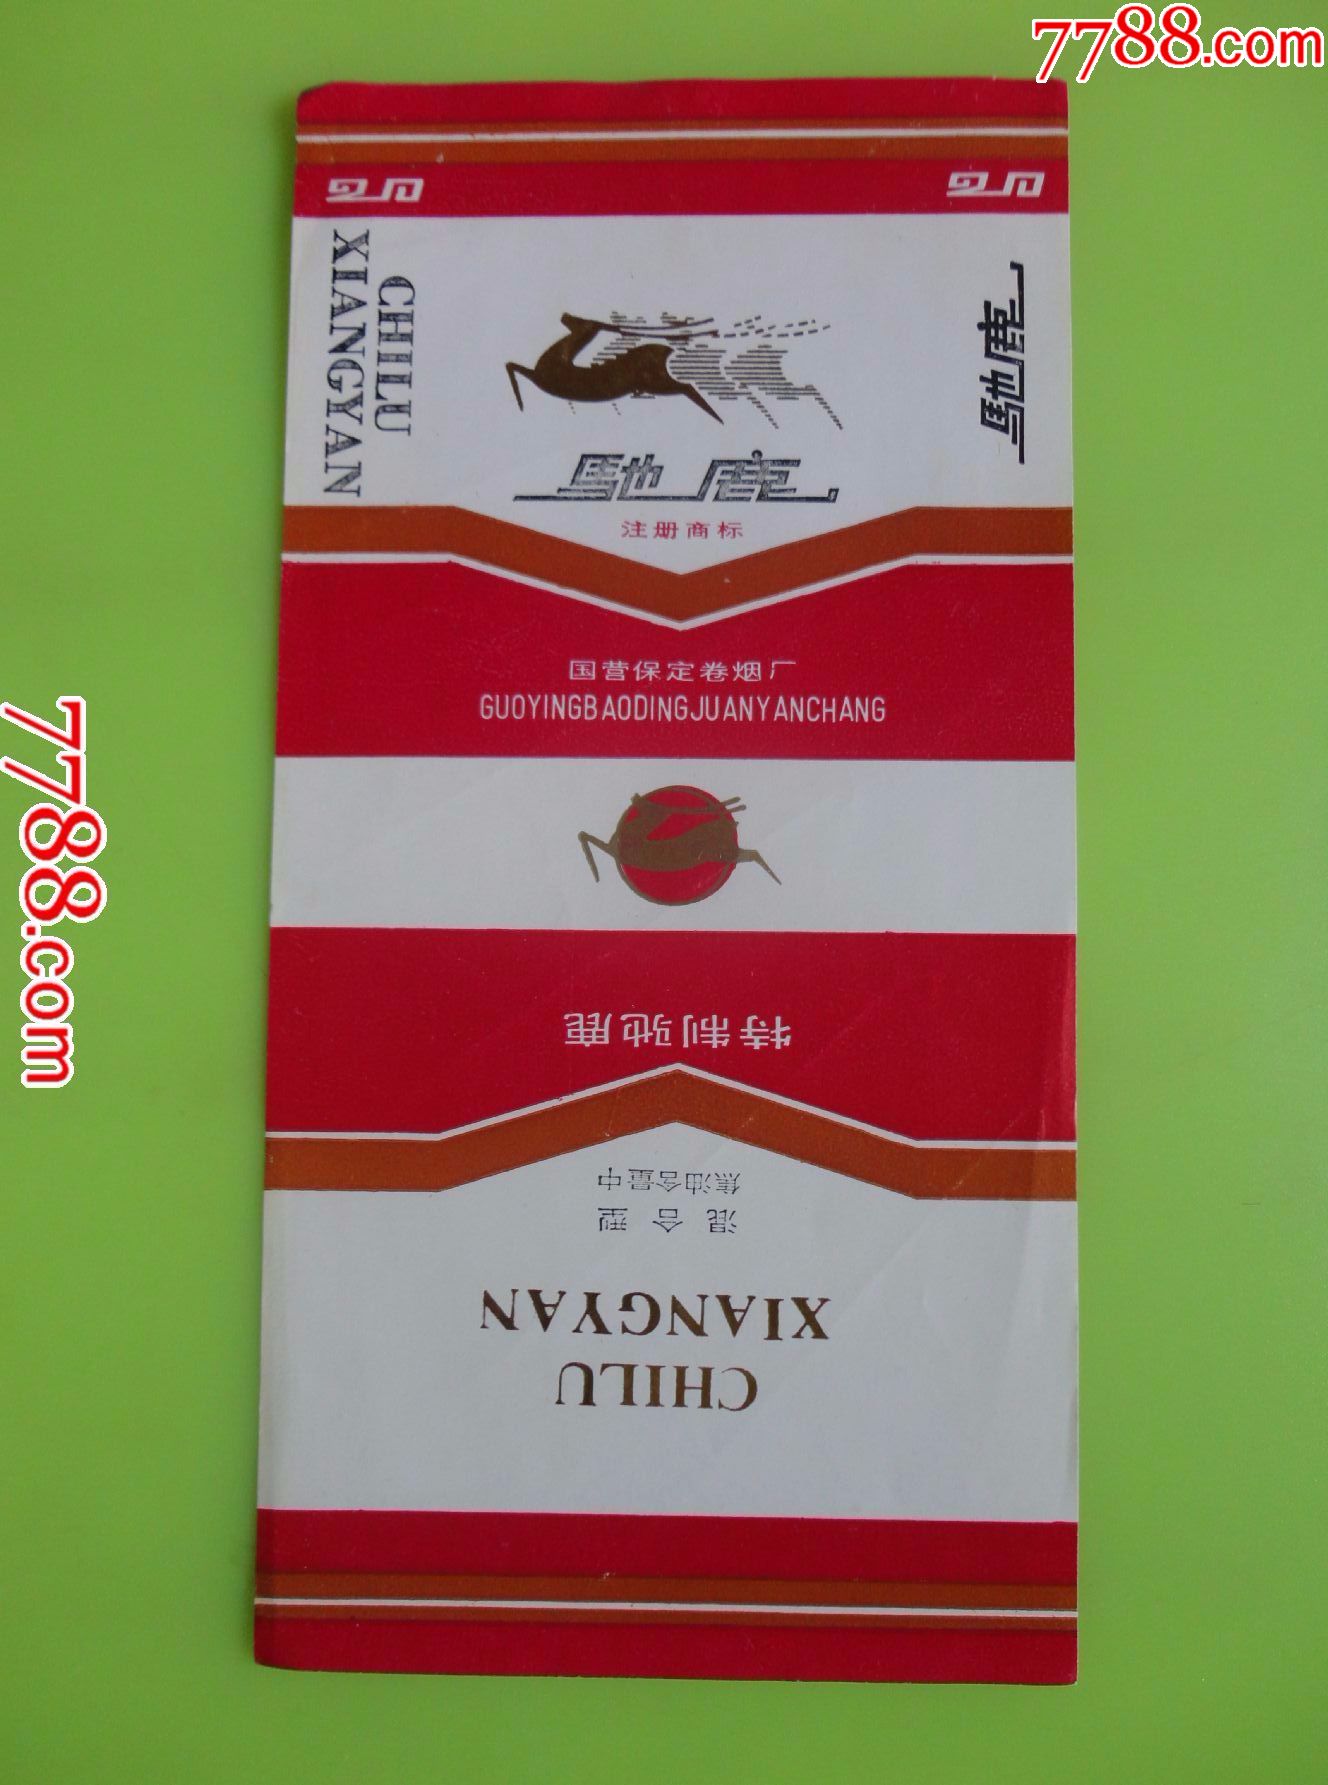 7788.com
CHILU
XIANGYAN
馳鹿
馳鹿
注册商标
国营保定卷烟厂
GUOYINGBAODINGJUANYANCHANG
7788.com
特制驰鹿
焦油含量中
混合型
XIANGYAN
CHILU